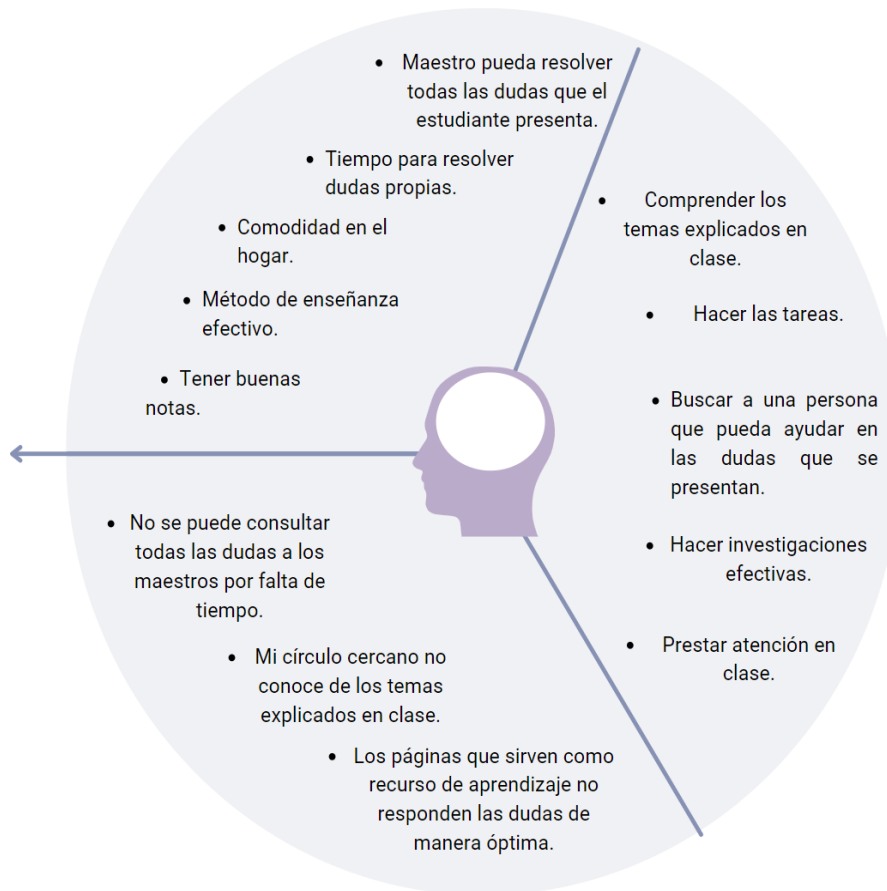 • Maestro pueda resolver
todas las dudas que el
estudiante presenta.
• Tiempo para resolver
dudas propias.
• Comodidad en el
hogar.
• Método de enseñanza
efectivo.
• Tener buenas
notas.
• Comprender los
temas explicados en
clase.
• Hacer las tareas.
• Buscar a una persona
que pueda ayudar en
las dudas que se
presentan.
• Hacer investigaciones
efectivas.
• Prestar atención en
clase.
• No se puede consultar
todas las dudas a los
maestros por falta de
tiempo.
• Mi círculo cercano no
conoce de los temas
explicados en clase.
• Los páginas que sirven como
recurso de aprendizaje no
responden las dudas de
manera óptima.